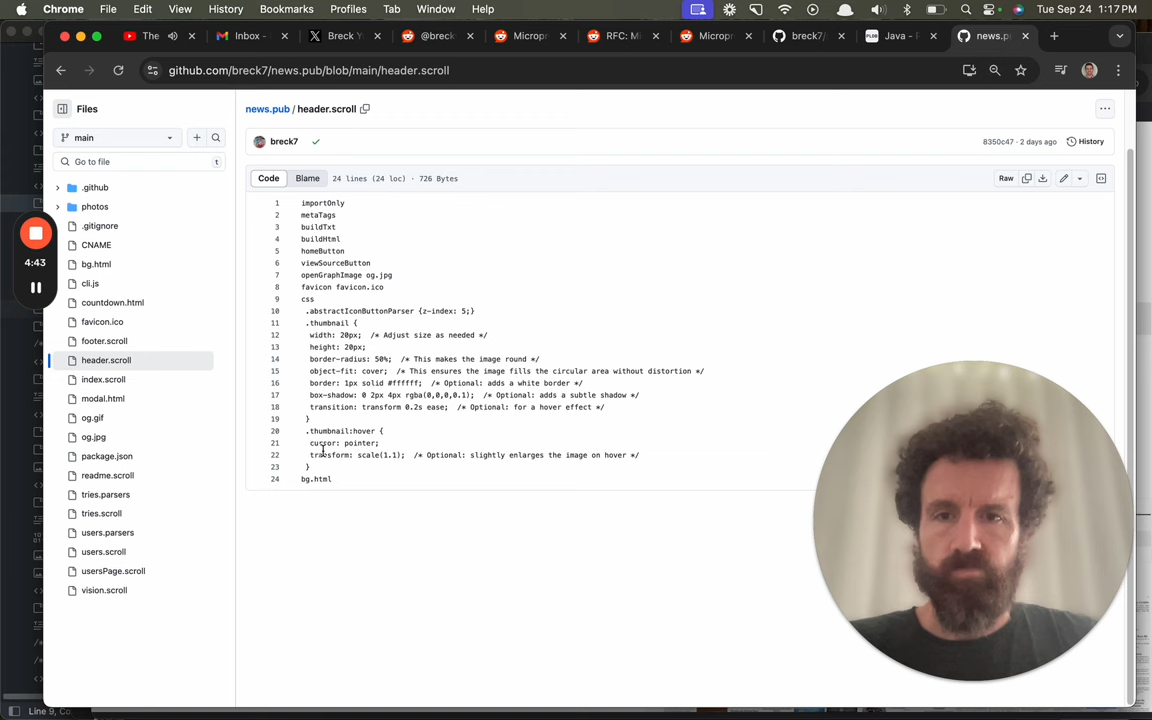 Chrome File Edit View History Bookmarks Profiles Tab Window Help Tue Sep 24 1:17 PM
The Inbox - Breck Y @breck Micropr RFC: Mi Micropr breck7/ PLDB Java - F news.p
github.com/breck7/news.pub/blob/main/header.scroll
Files
main
Go to file t
.github
photos
.gitignore
CNAME
bg.html
cli.js
countdown.html
favicon.ico
footer.scroll
header.scroll
index.scroll
modal.html
og.gif
og.jpg
package.json
readme.scroll
tries.parsers
tries.scroll
users.parsers
users.scroll
usersPage.scroll
vision.scroll
4:43
news.pub / header.scroll
breck7 8350c47 · 2 days ago History
Code Blame 24 lines (24 loc) · 726 Bytes Raw
1 importOnly
2 metaTags
3 buildTxt
4 buildHtml
5 homeButton
6 viewSourceButton
7 openGraphImage og.jpg
8 favicon favicon.ico
9 css
10 .abstractIconButtonParser {z-index: 5;}
11 .thumbnail {
12 width: 20px; /* Adjust size as needed */
13 height: 20px;
14 border-radius: 50%; /* This makes the image round */
15 object-fit: cover; /* This ensures the image fills the circular area without distortion */
16 border: 1px solid #ffffff; /* Optional: adds a white border */
17 box-shadow: 0 2px 4px rgba(0,0,0,0.1); /* Optional: adds a subtle shadow */
18 transition: transform 0.2s ease; /* Optional: for a hover effect */
19 }
20 .thumbnail:hover {
21 cursor: pointer;
22 transform: scale(1.1); /* Optional: slightly enlarges the image on hover */
23 }
24 bg.html
Line 9, Co